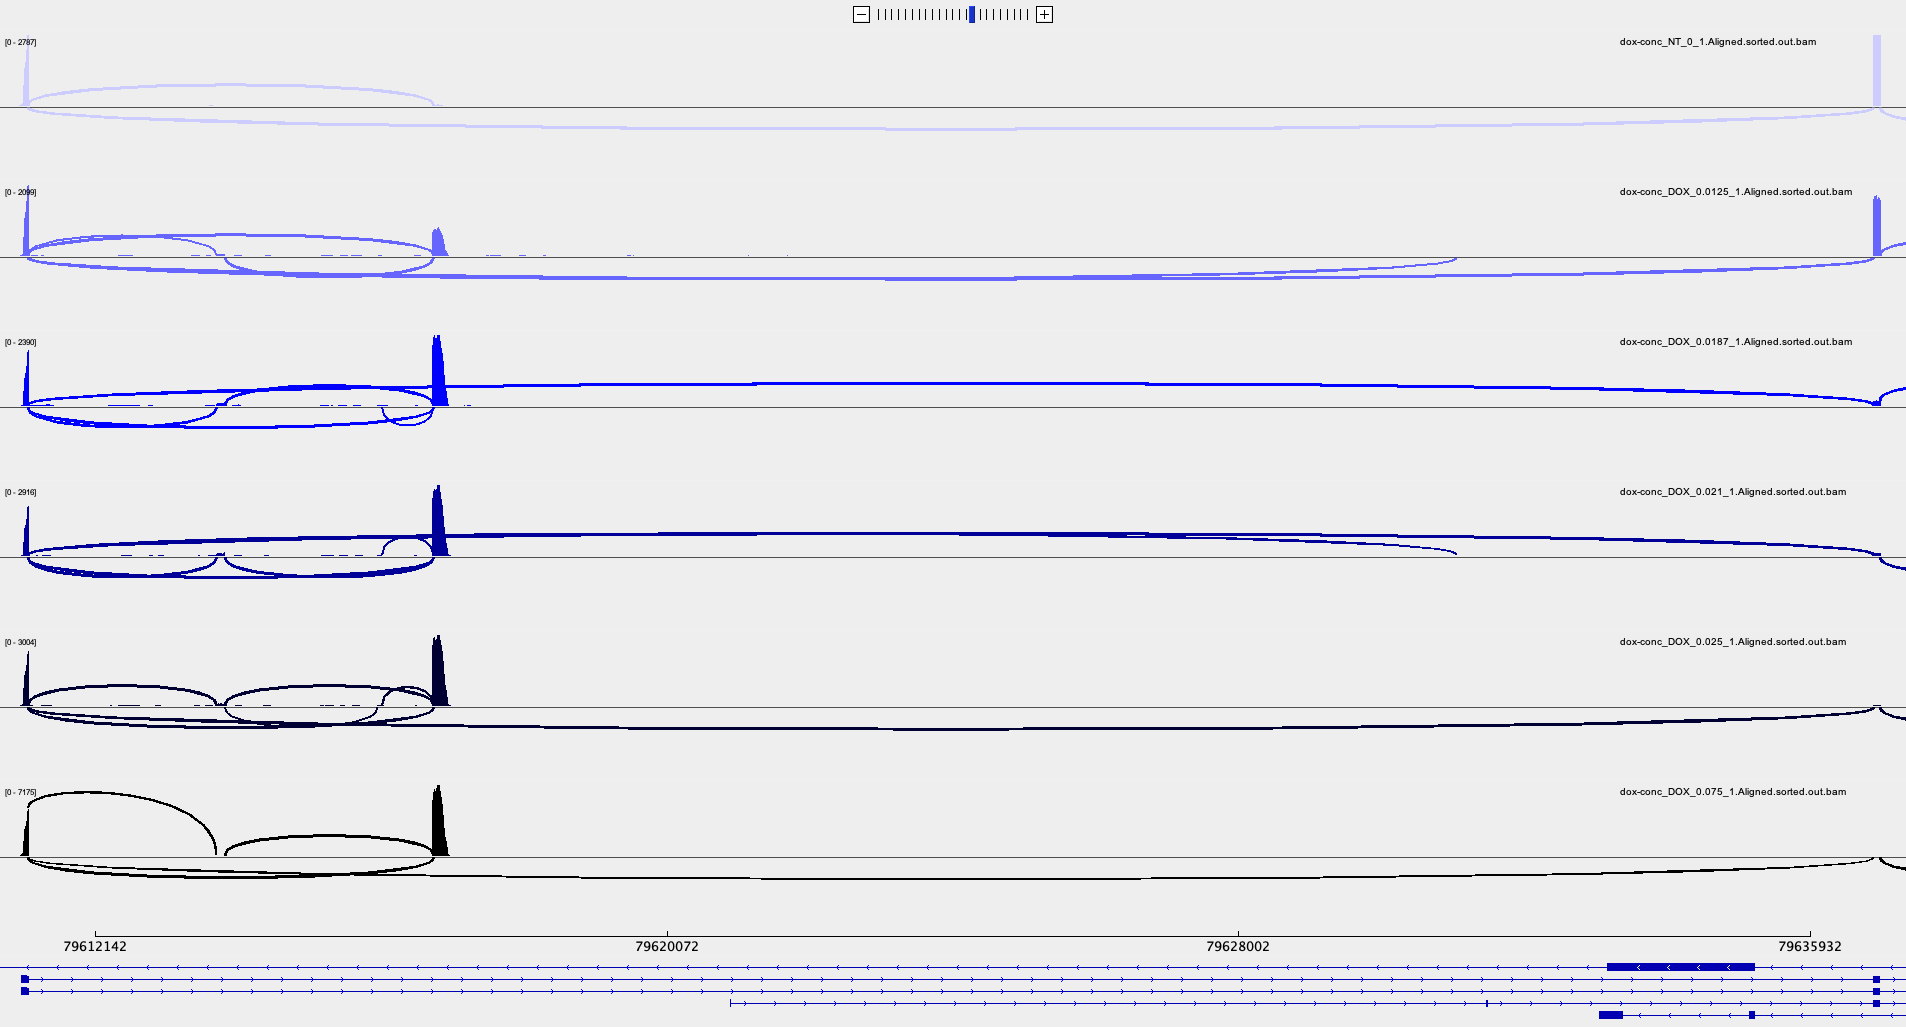 [0 - 2787]
dox-conc_NT_0_1.Aligned.sorted.out.bam
[0 - 2099]
dox-conc_DOX_0.0125_1.Aligned.sorted.out.bam
[0 - 2390]
dox-conc_DOX_0.0187_1.Aligned.sorted.out.bam
[0 - 2916]
dox-conc_DOX_0.021_1.Aligned.sorted.out.bam
[0 - 3004]
dox-conc_DOX_0.025_1.Aligned.sorted.out.bam
[0 - 7175]
dox-conc_DOX_0.075_1.Aligned.sorted.out.bam
79612142 79620072 79628002 79635932